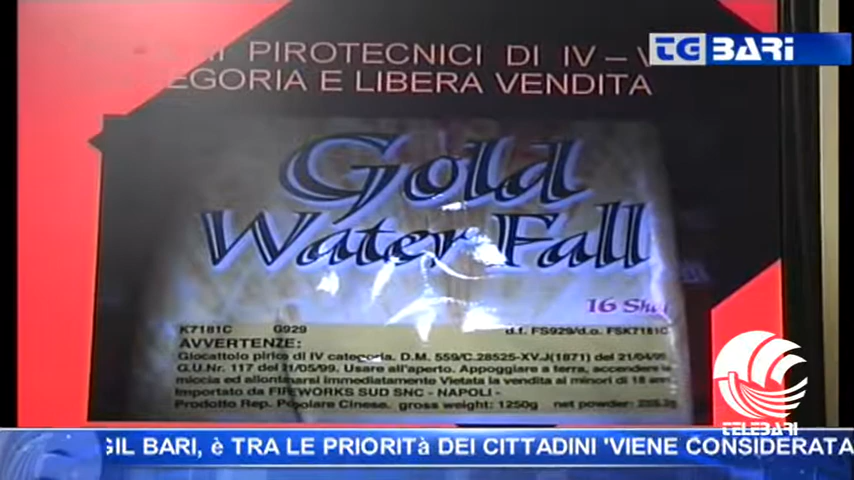 PIROTECNICI DI IV –
EGORIA E LIBERA VENDITA
TG BARI
Gold
Water Fall
16
K7181C G929 d.f. FS929/d.o. FSK7181C
AVVERTENZE:
Giocattolo pirico di IV categoria. D.M. 559/C.28525-XV.J(1871) del 21/04/99
G.U.Nr. 117 del 21/05/99. Usare all'aperto. Appoggiare a terra, accendere la
miccia ed allontanarsi immediatamente Vietata la vendita ai minori di 18 anni
Importato da FIREWORKS SUD SNC - NAPOLI -
Prodotto Rep. Popolare Cinese. gross weight: 1250g net powder:
TELEBARI
GIL BARI, è TRA LE PRIORITà DEI CITTADINI 'VIENE CONSIDERATA